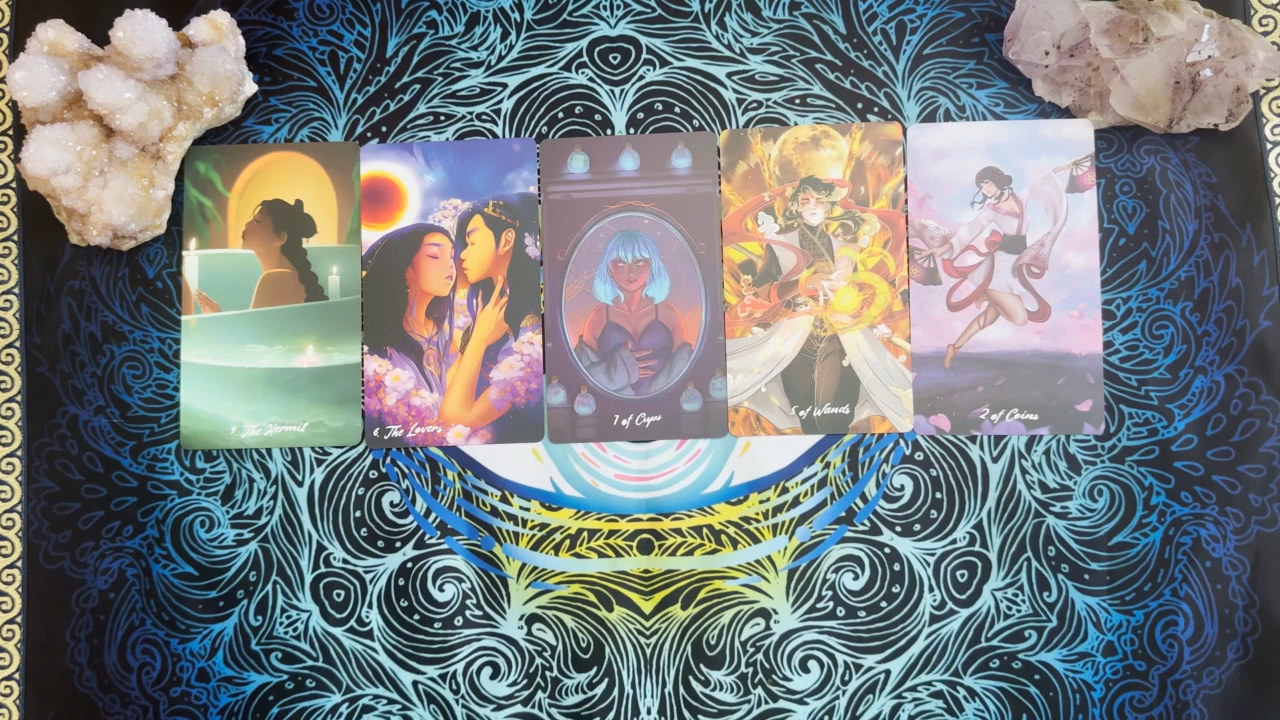 9. The Hermit
6. The Lovers
7 of Cups
5 of Wands
2 of Coins